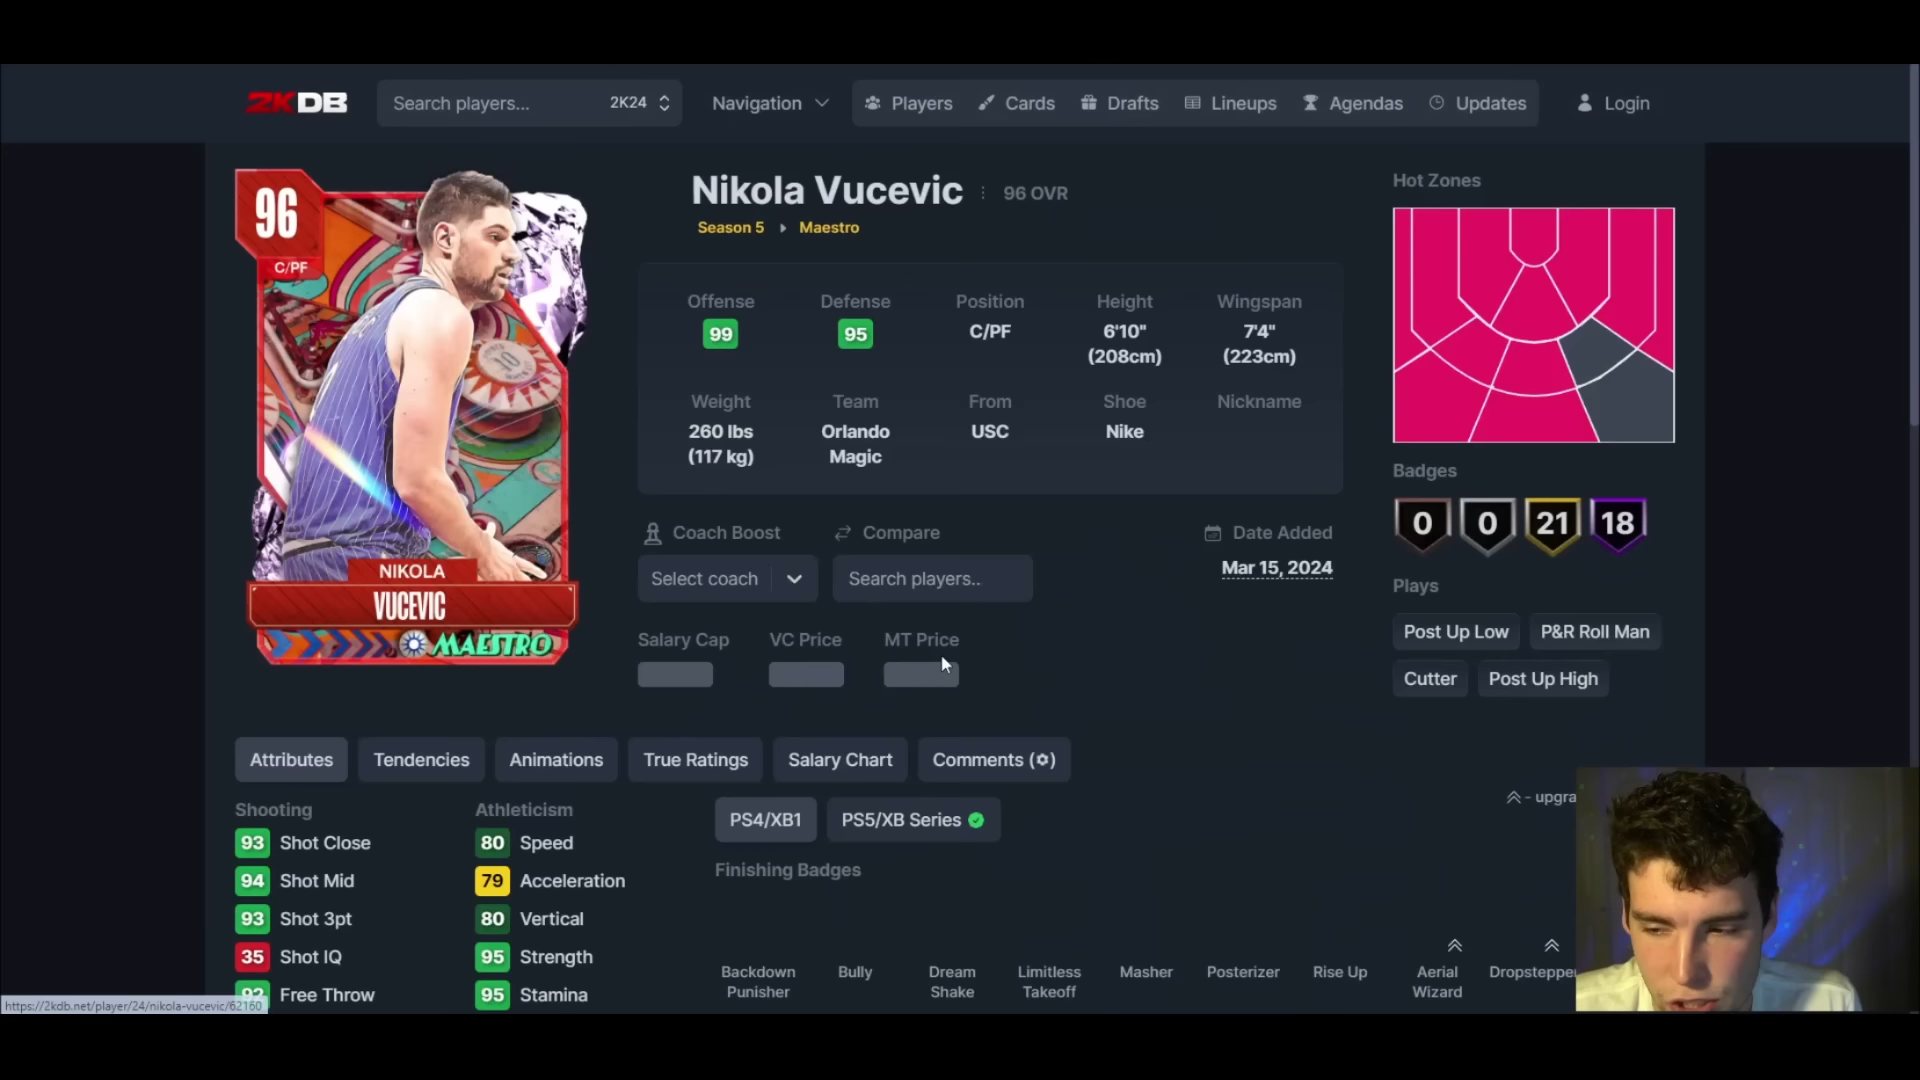 2KDB
Search players...
2K24
Navigation
Players
Cards
Drafts
Lineups
Agendas
Updates
Login
96
C/PF
NIKOLA
VUCEVIC
MAESTRO
Nikola Vucevic
96 OVR
Season 5
Maestro
Offense
99
Defense
95
Position
C/PF
Height
6'10"
(208cm)
Wingspan
7'4"
(223cm)
Weight
260 lbs
(117 kg)
Team
Orlando
Magic
From
USC
Shoe
Nike
Nickname
Coach Boost
Select coach
Compare
Search players..
Date Added
Mar 15, 2024
Salary Cap
VC Price
MT Price
Hot Zones
Badges
0 0 21 18
Plays
Post Up Low
P&R Roll Man
Cutter
Post Up High
Attributes
Tendencies
Animations
True Ratings
Salary Chart
Comments
Shooting
93 Shot Close
94 Shot Mid
93 Shot 3pt
35 Shot IQ
92 Free Throw
Athleticism
80 Speed
79 Acceleration
80 Vertical
95 Strength
95 Stamina
PS4/XB1
PS5/XB Series
- upgra
Finishing Badges
Backdown
Punisher
Bully
Dream
Shake
Limitless
Takeoff
Masher
Posterizer
Rise Up
Aerial
Wizard
Dropstepper
https://2kdb.net/player/24/nikola-vucevic/62160